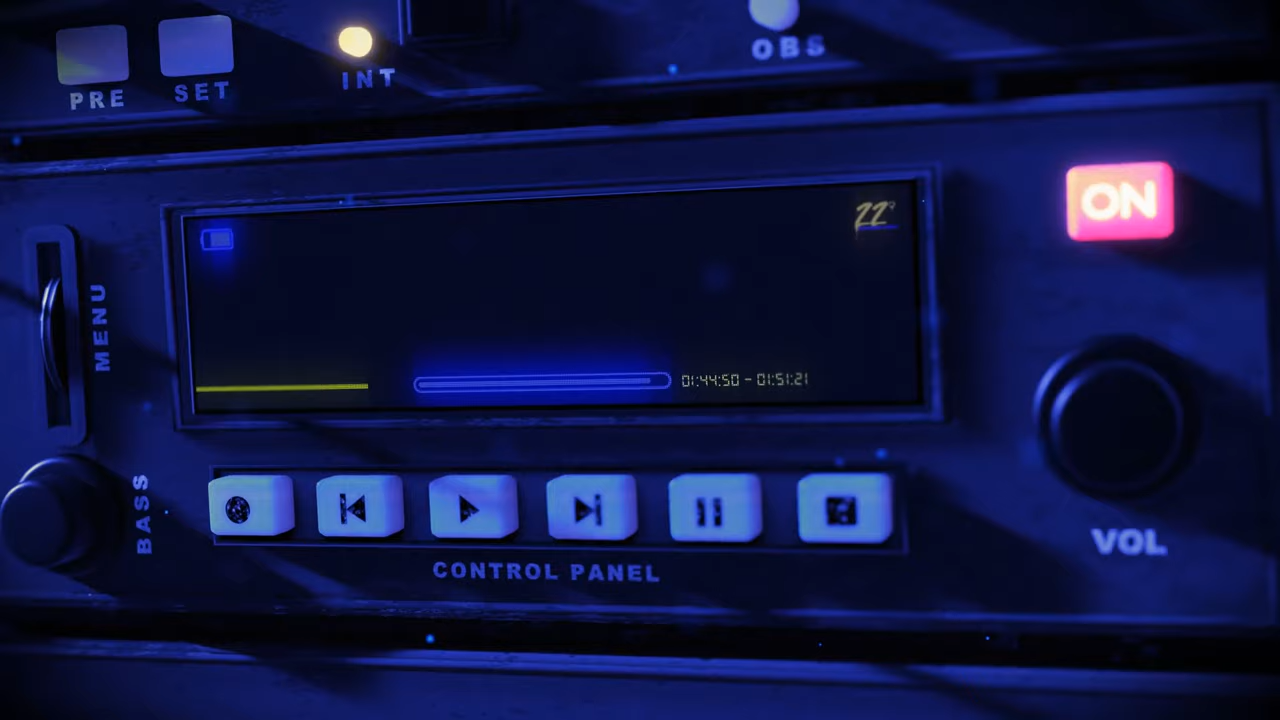 PRE
SET
INT
OBS
22°
ON
MENU
01:44:50 - 01:51:21
BASS
VOL
CONTROL PANEL